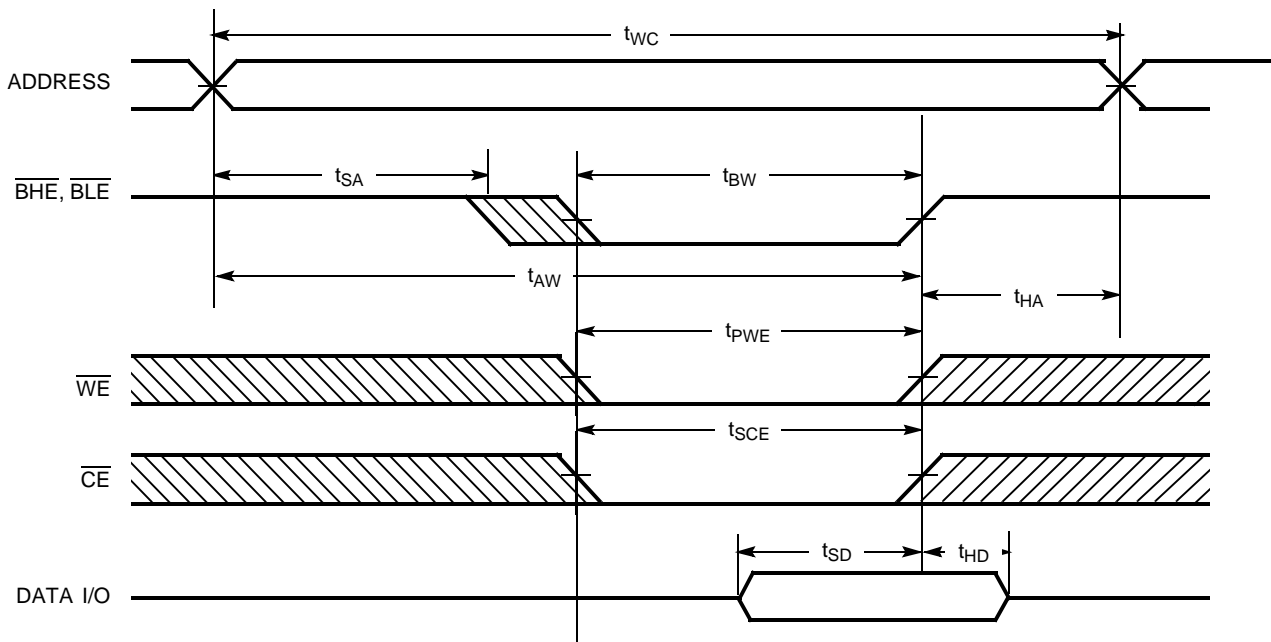 tWC
ADDRESS
tSA
tBW
BHE, BLE
tAW
tHA
tPWE
WE
tSCE
CE
tSD
tHD
DATA I/O